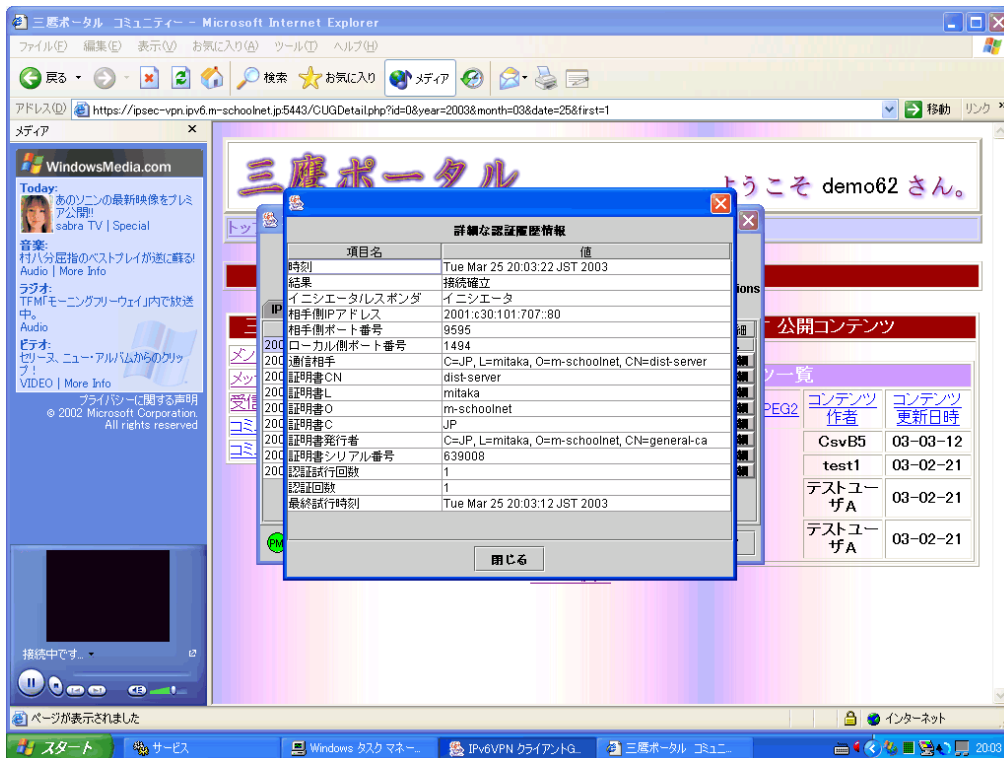 三鷹ポータル コミュニティー - Microsoft Internet Explorer
ファイル(F) 編集(E) 表示(V) お気に入り(A) ツール(T) ヘルプ(H)
戻る 検索 お気に入り メディア
アドレス(D) https://ipsec-vpn.ipv6.m-schoolnet.jp:5443/CUGDetail.php?id=0&year=2003&month=03&date=25&first=1 移動 リンク
メディア ×
WindowsMedia.com
Today:
あのソニンの最新映像をプレミ
ア公開!!
sabra TV | Special
音楽:
村八分屈指のベストプレイが遂に蘇る!
Audio | More Info
ラジオ:
TFM「モーニングフリーウェイ」内で放送
中。
Audio
ビデオ:
セリーヌ、ニュー・アルバムからのクリッ
プ!
VIDEO | More Info
プライバシーに関する声明
© 2002 Microsoft Corporation.
All rights reserved
接続中です...
三鷹ポータル
ようこそ demo62 さん。
詳細な認証履歴情報
項目名 値
時刻 Tue Mar 25 20:03:22 JST 2003
結果 接続確立
イニシエータ/レスポンダ イニシエータ
相手側IPアドレス 2001:c30:101:707::80
相手側ポート番号 9595
ローカル側ポート番号 1494
通信相手 C=JP, L=mitaka, O=m-schoolnet, CN=dist-server
証明書CN dist-server
証明書L mitaka
証明書O m-schoolnet
証明書C JP
証明書発行者 C=JP, L=mitaka, O=m-schoolnet, CN=general-ca
証明書シリアル番号 639008
認証試行回数 1
認証回数 1
最終試行時刻 Tue Mar 25 20:03:12 JST 2003
閉じる
公開コンテンツ
コンテンツ
作者
コンテンツ
更新日時
CsvB5 03-03-12
test1 03-02-21
テストユー
ザA
03-02-21
テストユー
ザA
03-02-21
ページが表示されました
インターネット
スタート サービス Windows タスク マネー... IPv6VPN クライアントG... 三鷹ポータル コミュニ... 20:03